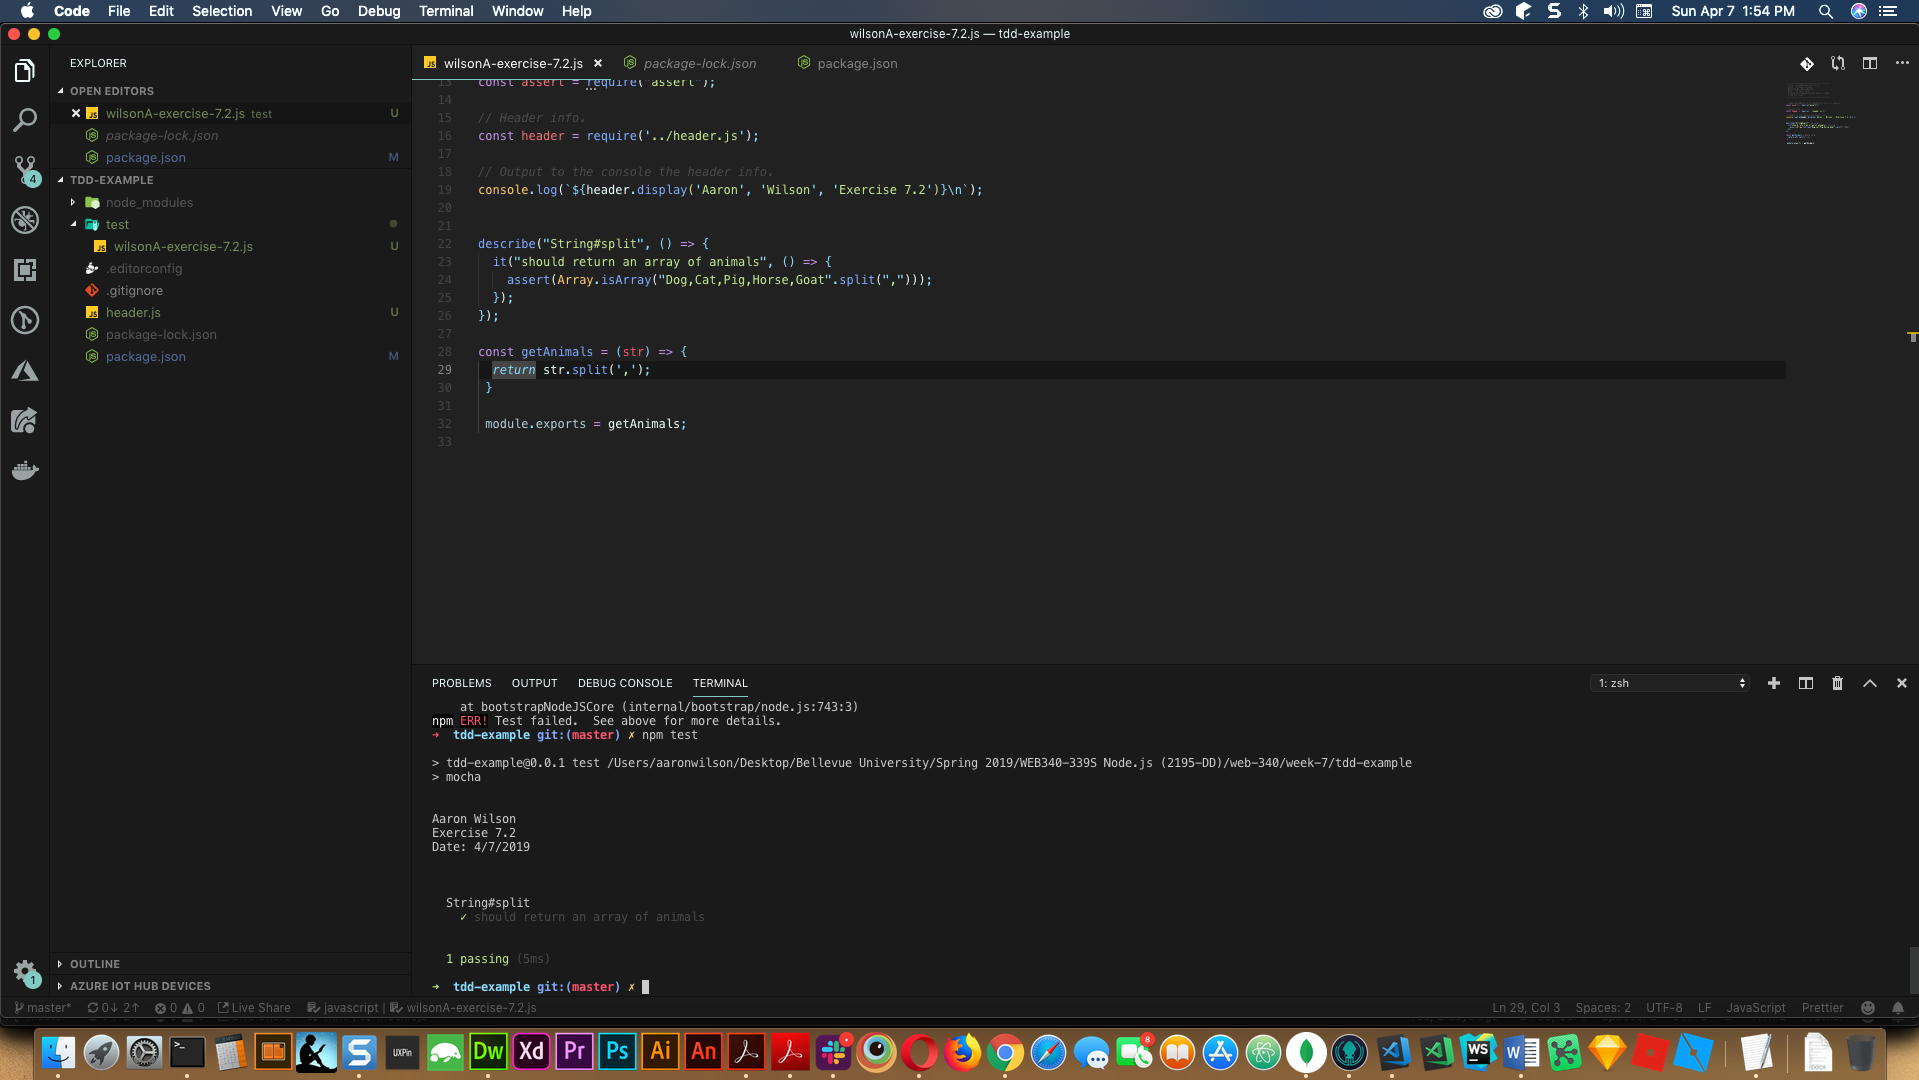 Code File Edit Selection View Go Debug Terminal Window Help
Sun Apr 7 1:54 PM
wilsonA-exercise-7.2.js — tdd-example
EXPLORER
OPEN EDITORS
wilsonA-exercise-7.2.js test U
package-lock.json
package.json M
4
TDD-EXAMPLE
node_modules
test
wilsonA-exercise-7.2.js U
.editorconfig
.gitignore
header.js U
package-lock.json
package.json M
OUTLINE
AZURE IOT HUB DEVICES
1
wilsonA-exercise-7.2.js package-lock.json package.json
13 const assert = require("assert");
14
15 // Header info.
16 const header = require('../header.js');
17
18 // Output to the console the header info.
19 console.log(`${header.display('Aaron', 'Wilson', 'Exercise 7.2')}\n`);
20
21
22 describe("String#split", () => {
23 it("should return an array of animals", () => {
24 assert(Array.isArray("Dog,Cat,Pig,Horse,Goat".split(",")));
25 });
26 });
27
28 const getAnimals = (str) => {
29 return str.split(',');
30 }
31
32 module.exports = getAnimals;
33
PROBLEMS OUTPUT DEBUG CONSOLE TERMINAL
1: zsh
at bootstrapNodeJSCore (internal/bootstrap/node.js:743:3)
npm ERR! Test failed.  See above for more details.
➜ tdd-example git:(master) ✗ npm test
> tdd-example@0.0.1 test /Users/aaronwilson/Desktop/Bellevue University/Spring 2019/WEB340-339S Node.js (2195-DD)/web-340/week-7/tdd-example
> mocha
Aaron Wilson
Exercise 7.2
Date: 4/7/2019
String#split
✓ should return an array of animals
1 passing (5ms)
➜ tdd-example git:(master) ✗
master* 0↓ 2↑ 0 0 Live Share javascript | wilsonA-exercise-7.2.js
Ln 29, Col 3 Spaces: 2 UTF-8 LF JavaScript Prettier
UXPin Dw Xd Pr Ps Ai An 8 WS W DOCX